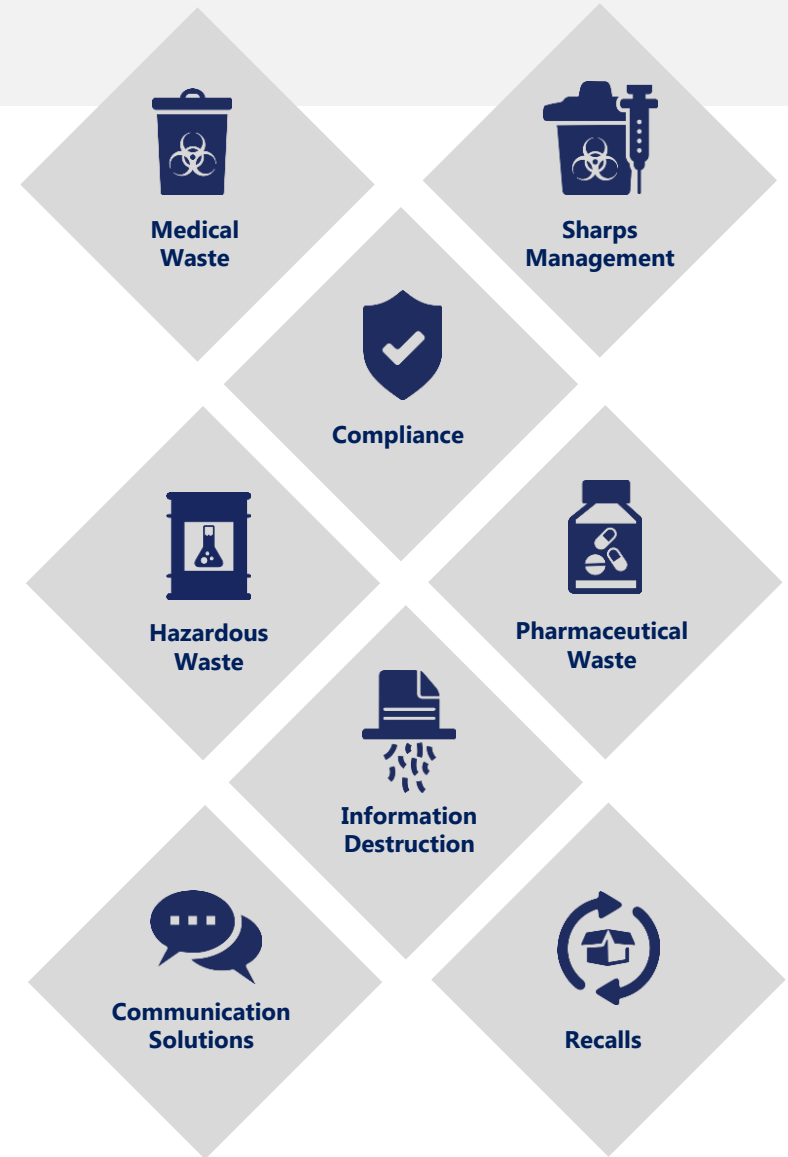 Medical
Waste
Sharps
Management
Compliance
Hazardous
Waste
Pharmaceutical
Waste
Information
Destruction
Communication
Solutions
Recalls